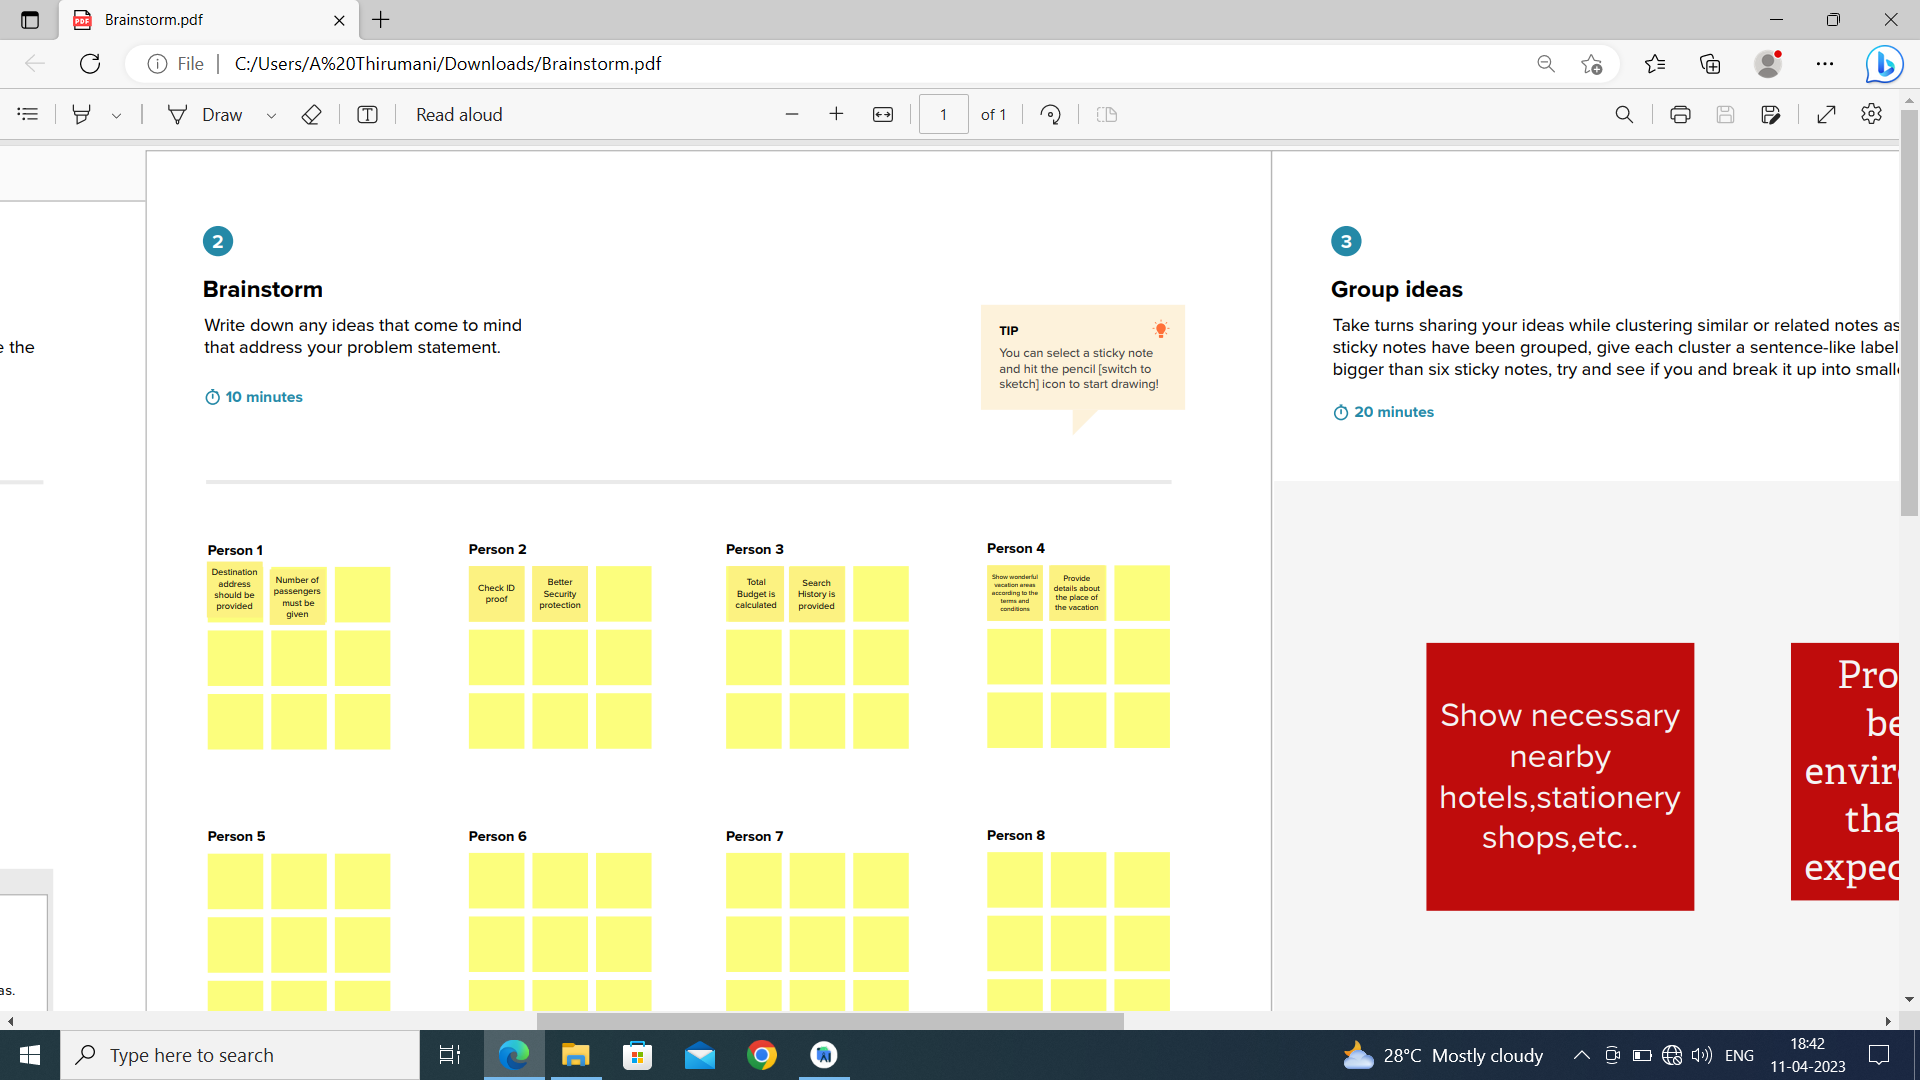 Brainstorm.pdf
File
C:/Users/A%20Thirumani/Downloads/Brainstorm.pdf
Draw
Read aloud
1
of 1
e the
as.
2
Brainstorm
Write down any ideas that come to mind
that address your problem statement.
10 minutes
TIP
You can select a sticky note
and hit the pencil [switch to
sketch] icon to start drawing!
Person 1
Destination
address
should be
provided
Number of
passengers
must be
given
Person 2
Check ID
proof
Better
Security
protection
Person 3
Total
Budget is
calculated
Search
History is
provided
Person 4
Show wonderful
vacation areas
according to the
terms and
conditions
Provide
details about
the place of
the vacation
Person 5
Person 6
Person 7
Person 8
3
Group ideas
Take turns sharing your ideas while clustering similar or related notes as
sticky notes have been grouped, give each cluster a sentence-like label
bigger than six sticky notes, try and see if you and break it up into small
20 minutes
Show necessary
nearby
hotels,stationery
shops,etc..
Pro
be
envir
tha
expec
Type here to search
28°C Mostly cloudy
ENG
18:42
11-04-2023